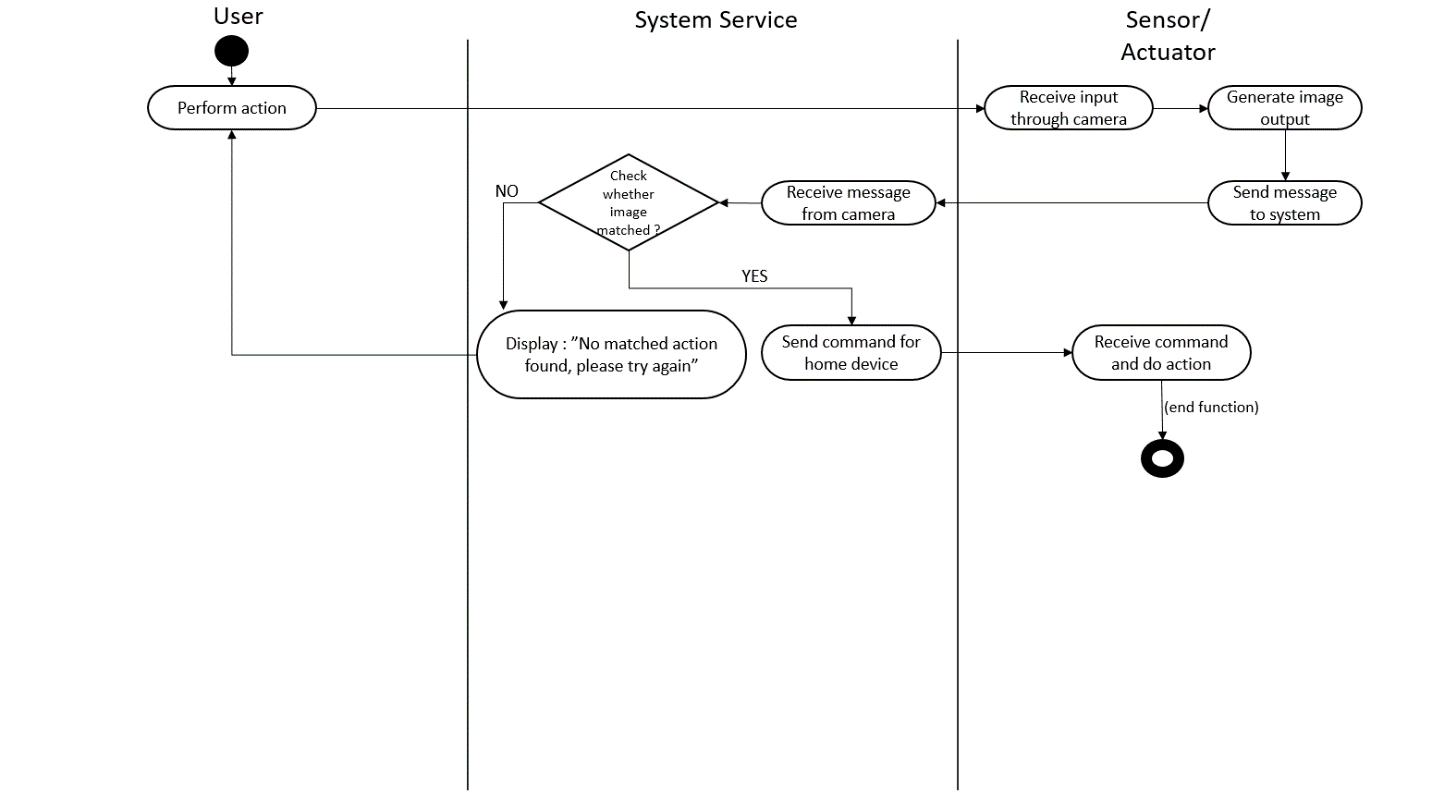 User
System Service
Sensor/
Actuator
Perform action
Receive input
through camera
Generate image
output
Check
whether
image
matched ?
NO
Receive message
from camera
Send message
to system
YES
Display : ”No matched action
found, please try again”
Send command for
home device
Receive command
and do action
(end function)